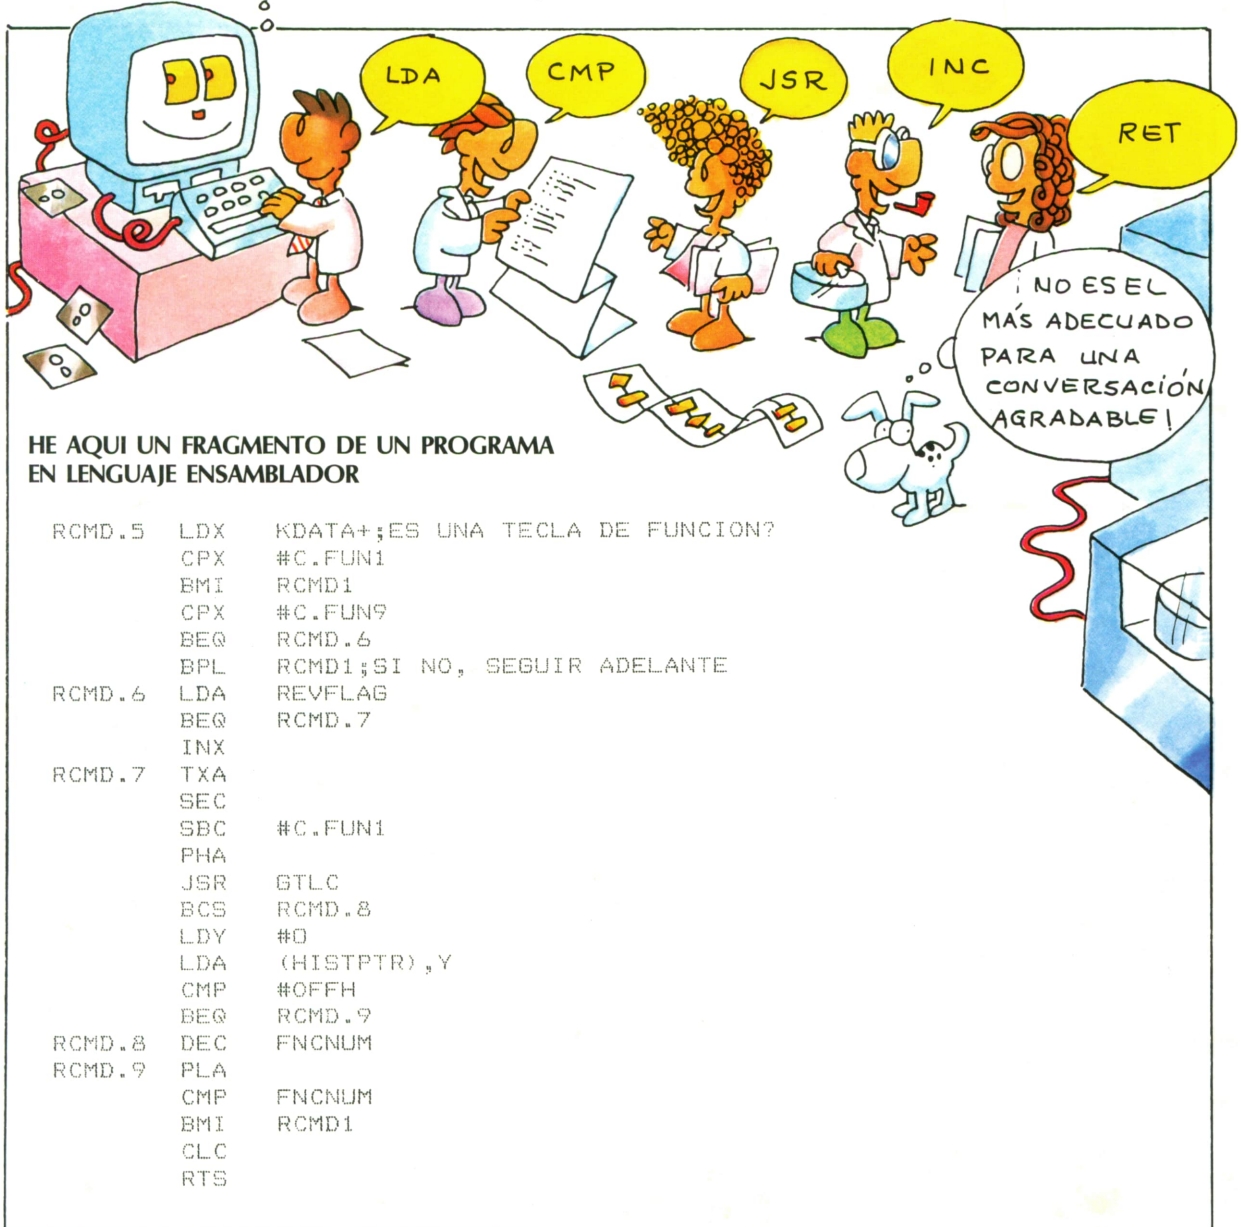 LDA
CMP
JSR
INC
RET
¡NO ES EL
MÁS ADECUADO
PARA UNA
CONVERSACIÓN
AGRADABLE!
HE AQUI UN FRAGMENTO DE UN PROGRAMA
EN LENGUAJE ENSAMBLADOR
RCMD.5 LDX KDATA+;ES UNA TECLA DE FUNCION?
CPX #C.FUN1
BMI RCMD1
CPX #C.FUN9
BEQ RCMD.6
BPL RCMD1;SI NO, SEGUIR ADELANTE
RCMD.6 LDA REVFLAG
BEQ RCMD.7
INX
RCMD.7 TXA
SEC
SBC #C.FUN1
PHA
JSR GTLC
BCS RCMD.8
LDY #0
LDA (HISTPTR),Y
CMP #0FFH
BEQ RCMD.9
RCMD.8 DEC FNCNUM
RCMD.9 PLA
CMP FNCNUM
BMI RCMD1
CLC
RTS